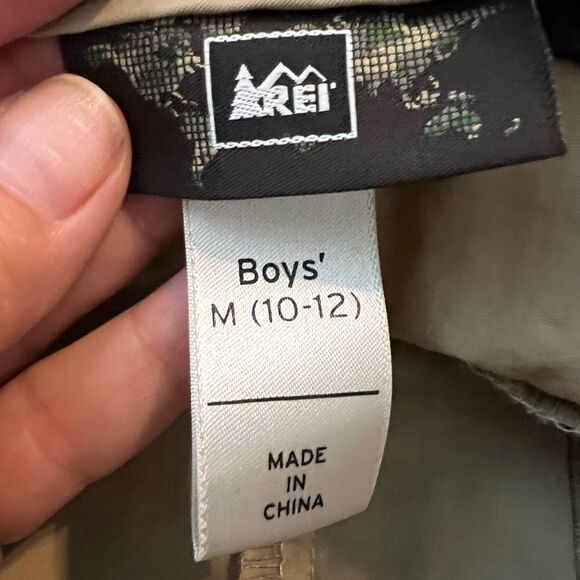 REI
Boys'
M (10-12)
MADE
IN
CHINA